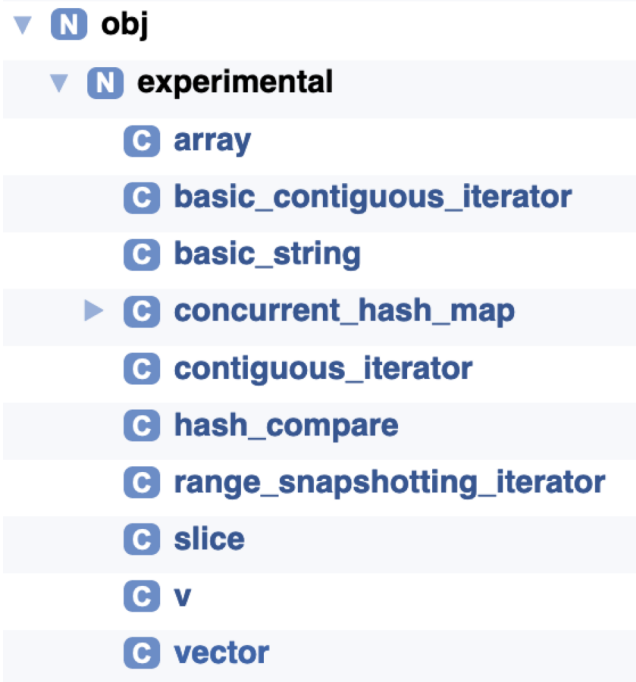 N obj
N experimental
C array
C basic_contiguous_iterator
C basic_string
C concurrent_hash_map
C contiguous_iterator
C hash_compare
C range_snapshotting_iterator
C slice
C v
C vector